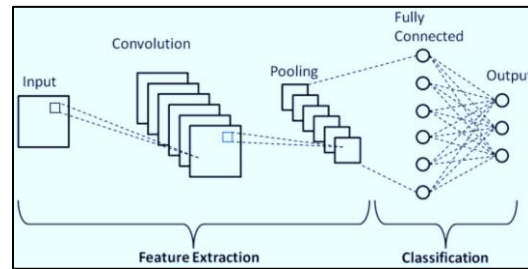 Fully
Connected
Convolution
Pooling
Output
Input
Feature Extraction
Classification